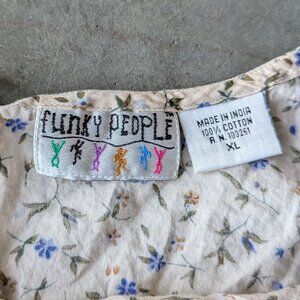 FUNKY PEOPLE
MADE IN INDIA
100% COTTON
R.N. 103251
XL